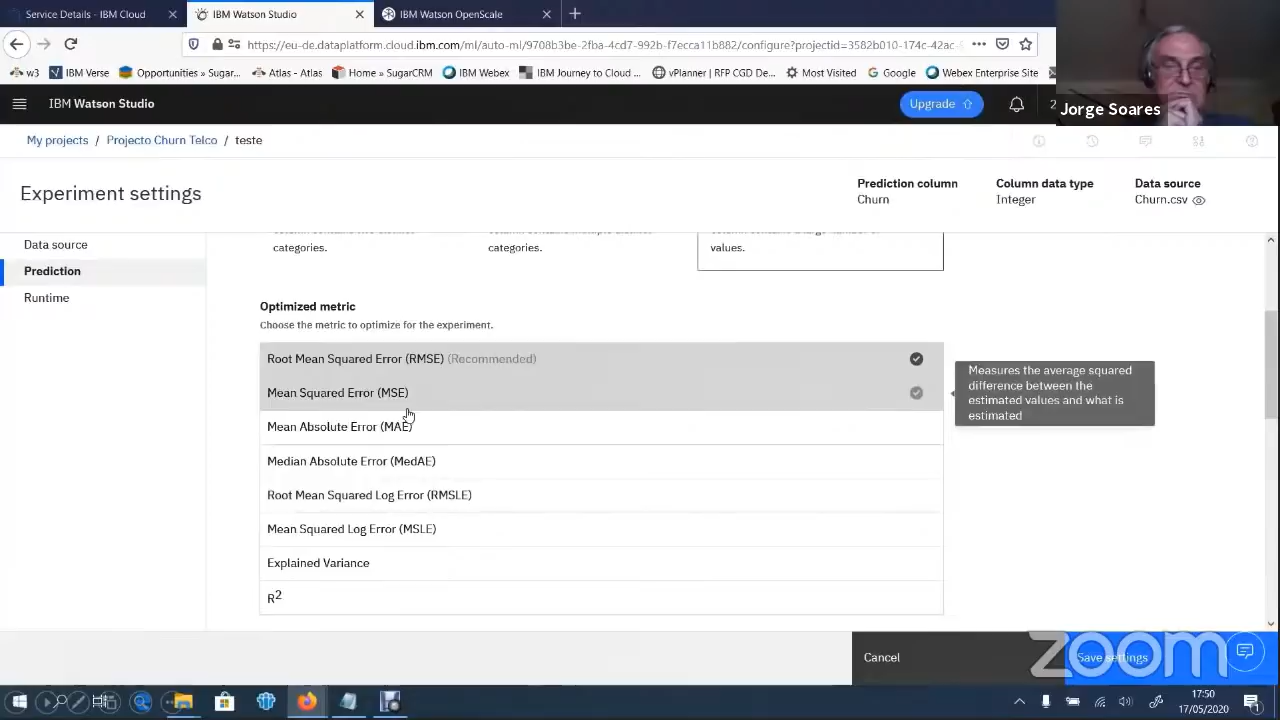 Service Details - IBM Cloud
IBM Watson Studio
IBM Watson OpenScale
https://eu-de.dataplatform.cloud.ibm.com/ml/auto-ml/9708b3be-2fba-4cd7-992b-f7ecca11b882/configure?projectid=3582b010-174c-42ac-
w3
IBM Verse
Opportunities » Sugar...
Atlas - Atlas
Home » SugarCRM
IBM Webex
IBM Journey to Cloud ...
vPlanner | RFP CGD De...
Most Visited
Google
Webex Enterprise Site
Jorge Soares
IBM Watson Studio
Upgrade
My projects / Projecto Churn Telco / teste
Experiment settings
Prediction column
Churn
Column data type
Integer
Data source
Churn.csv
Data source
Prediction
Runtime
categories.
categories.
values.
Optimized metric
Choose the metric to optimize for the experiment.
Root Mean Squared Error (RMSE) (Recommended)
Mean Squared Error (MSE)
Mean Absolute Error (MAE)
Median Absolute Error (MedAE)
Root Mean Squared Log Error (RMSLE)
Mean Squared Log Error (MSLE)
Explained Variance
R2
Measures the average squared
difference between the
estimated values and what is
estimated
Cancel
Save settings
zoom
17:50
17/05/2020